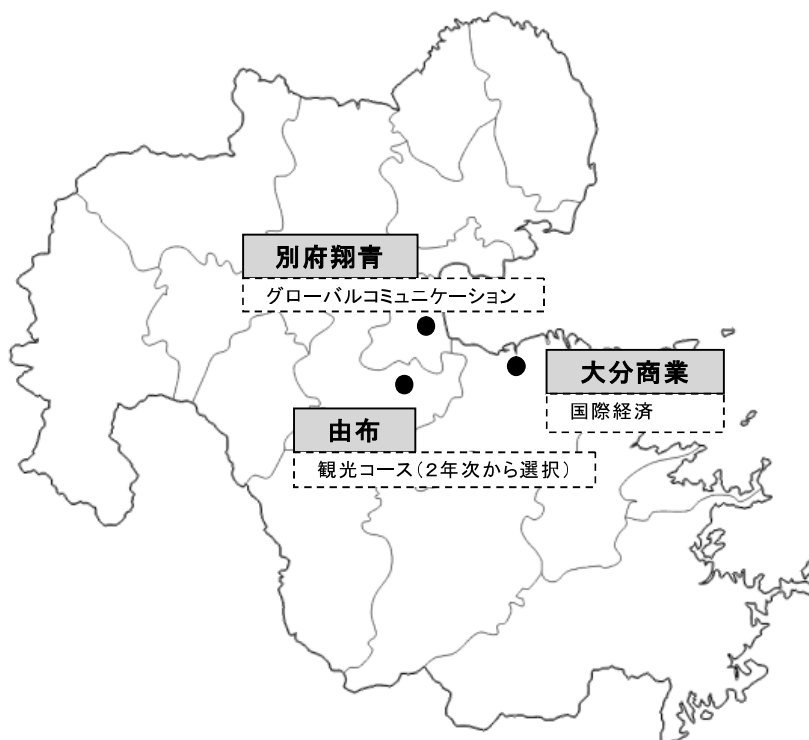 別府翔青
グローバルコミュニケーション
大分商業
国際経済
由布
観光コース(2年次から選択)